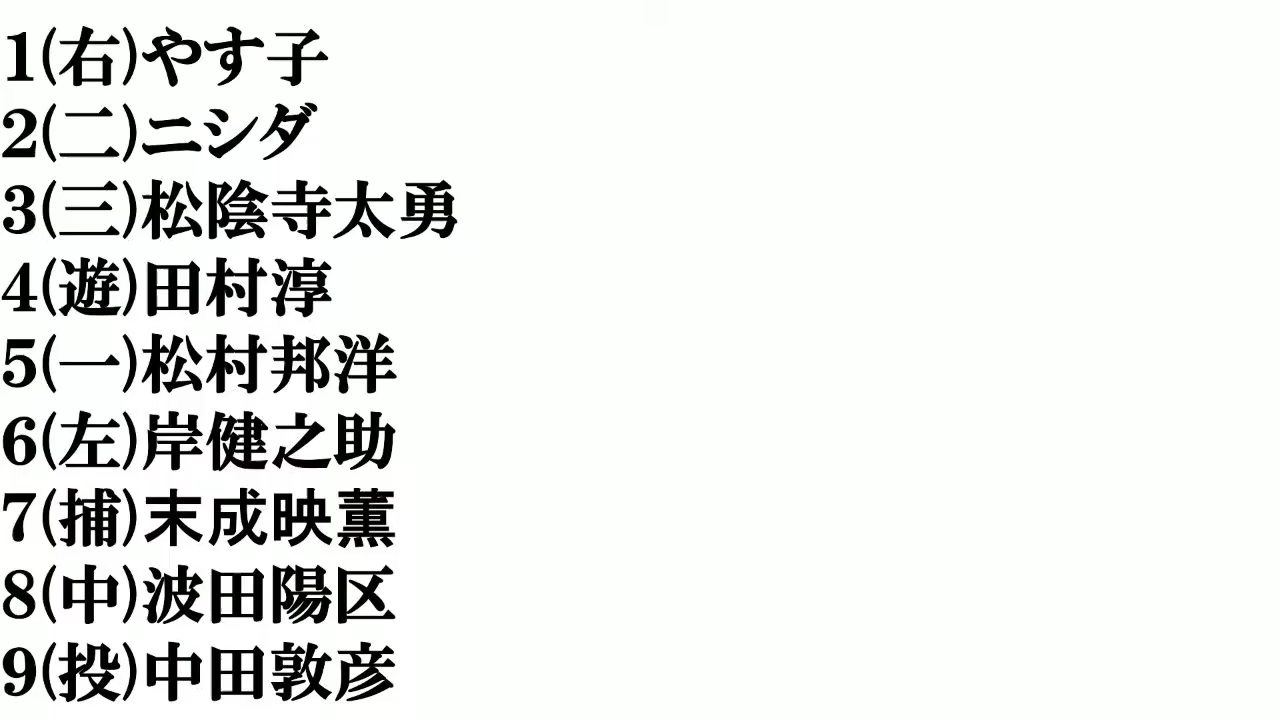 1(右)やす子
2(二)ニシダ
3(三)松陰寺太勇
4(遊)田村淳
5(一)松村邦洋
6(左)岸健之助
7(捕)末成映薫
8(中)波田陽区
9(投)中田敦彦